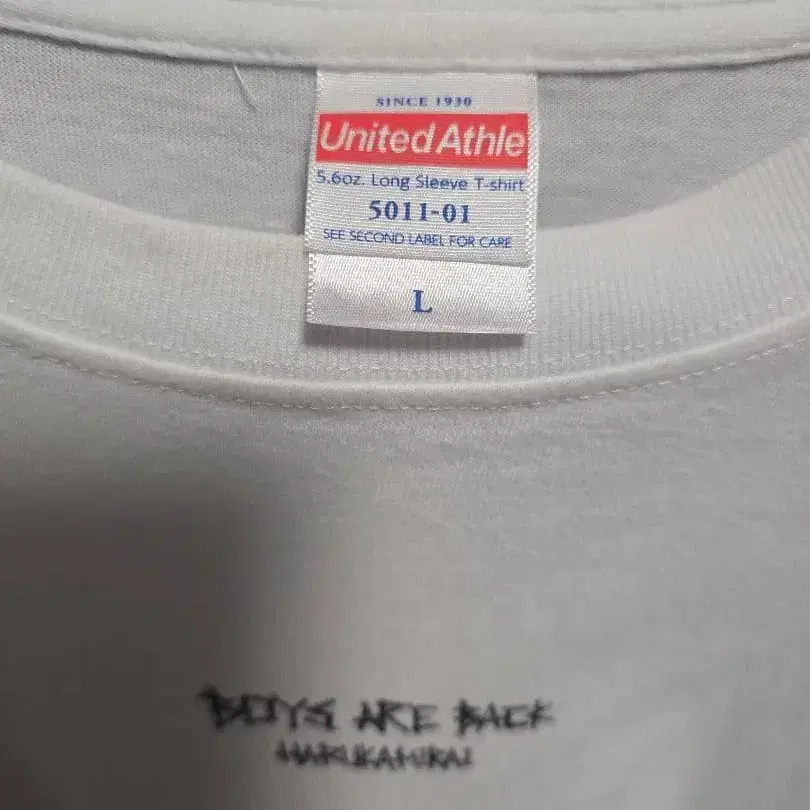 SINCE 1930
United Athle
5.6oz. Long Sleeve T-shirt
5011-01
SEE SECOND LABEL FOR CARE
L
BOYS ARE BACK
HARUKAMIRAI